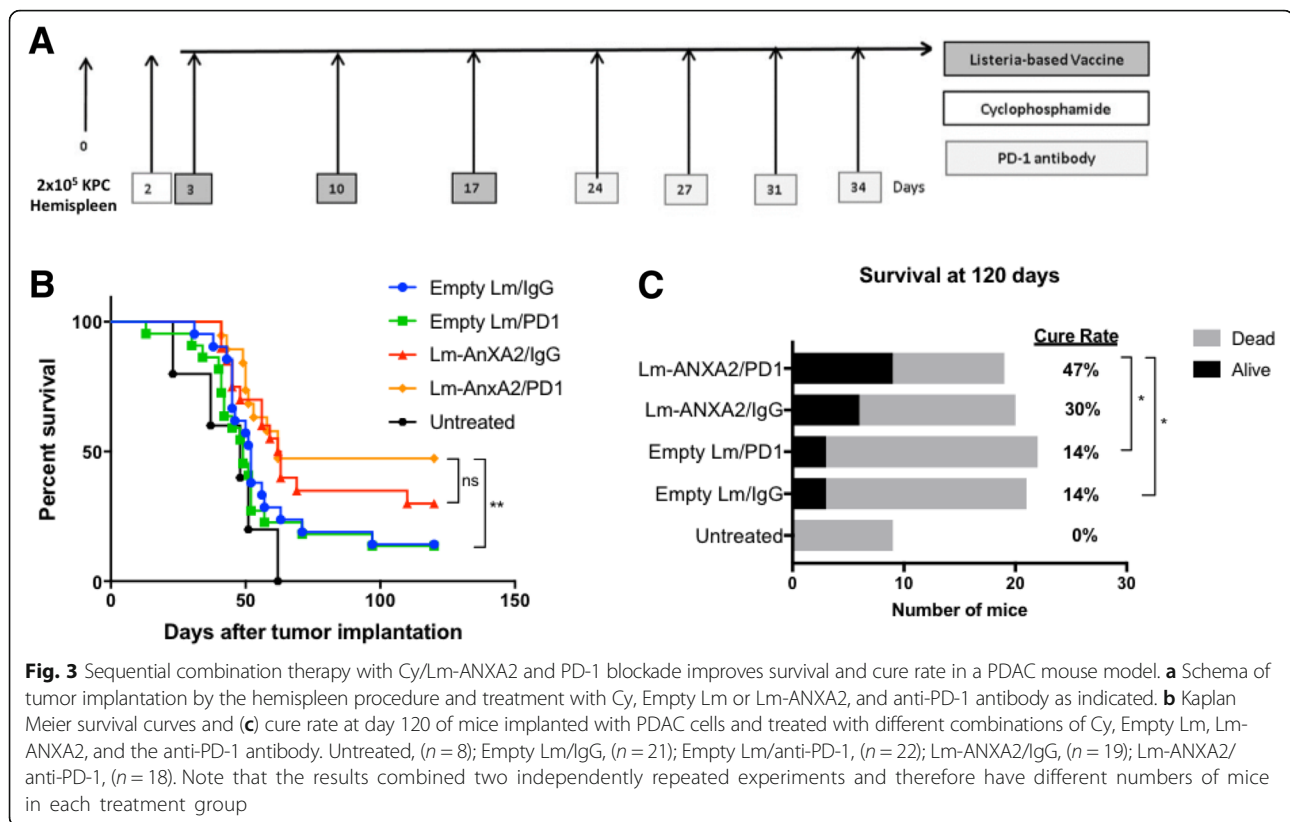 A
0
2x10⁵ KPC
Hemispleen
2
3
10
17
24
27
31
34
Days
Listeria-based Vaccine
Cyclophosphamide
PD-1 antibody
B
Empty Lm/IgG
Empty Lm/PD1
Lm-AnXA2/IgG
Lm-AnxA2/PD1
Untreated
100
50
0
Percent survival
ns
**
0
50
100
150
Days after tumor implantation
C
Survival at 120 days
Cure Rate
Dead
Alive
Lm-ANXA2/PD1
47%
Lm-ANXA2/IgG
30%
Empty Lm/PD1
14%
Empty Lm/IgG
14%
Untreated
0%
*
*
0
10
20
30
Number of mice
Fig. 3 Sequential combination therapy with Cy/Lm-ANXA2 and PD-1 blockade improves survival and cure rate in a PDAC mouse model. a Schema of
tumor implantation by the hemispleen procedure and treatment with Cy, Empty Lm or Lm-ANXA2, and anti-PD-1 antibody as indicated. b Kaplan
Meier survival curves and (c) cure rate at day 120 of mice implanted with PDAC cells and treated with different combinations of Cy, Empty Lm, Lm-
ANXA2, and the anti-PD-1 antibody. Untreated, (n = 8); Empty Lm/IgG, (n = 21); Empty Lm/anti-PD-1, (n = 22); Lm-ANXA2/IgG, (n = 19); Lm-ANXA2/
anti-PD-1, (n = 18). Note that the results combined two independently repeated experiments and therefore have different numbers of mice
in each treatment group